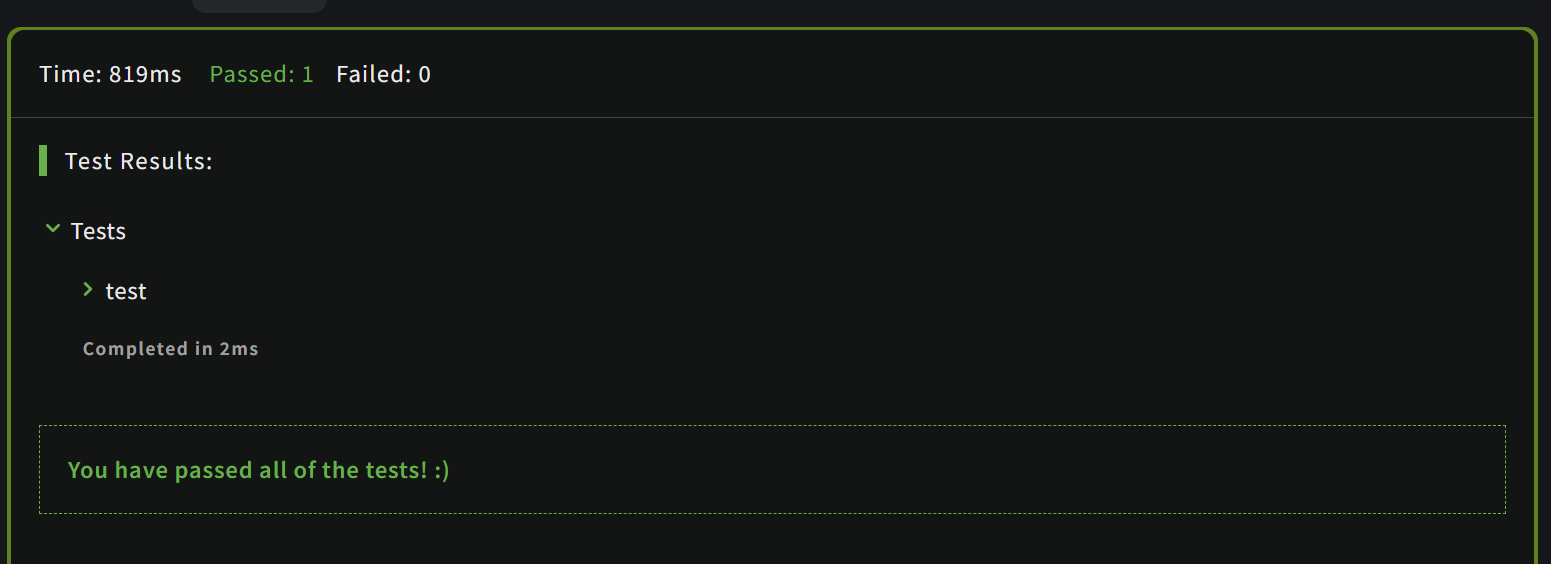 Time: 819ms Passed: 1 Failed: 0
Test Results:
Tests
test
Completed in 2ms
You have passed all of the tests! :)